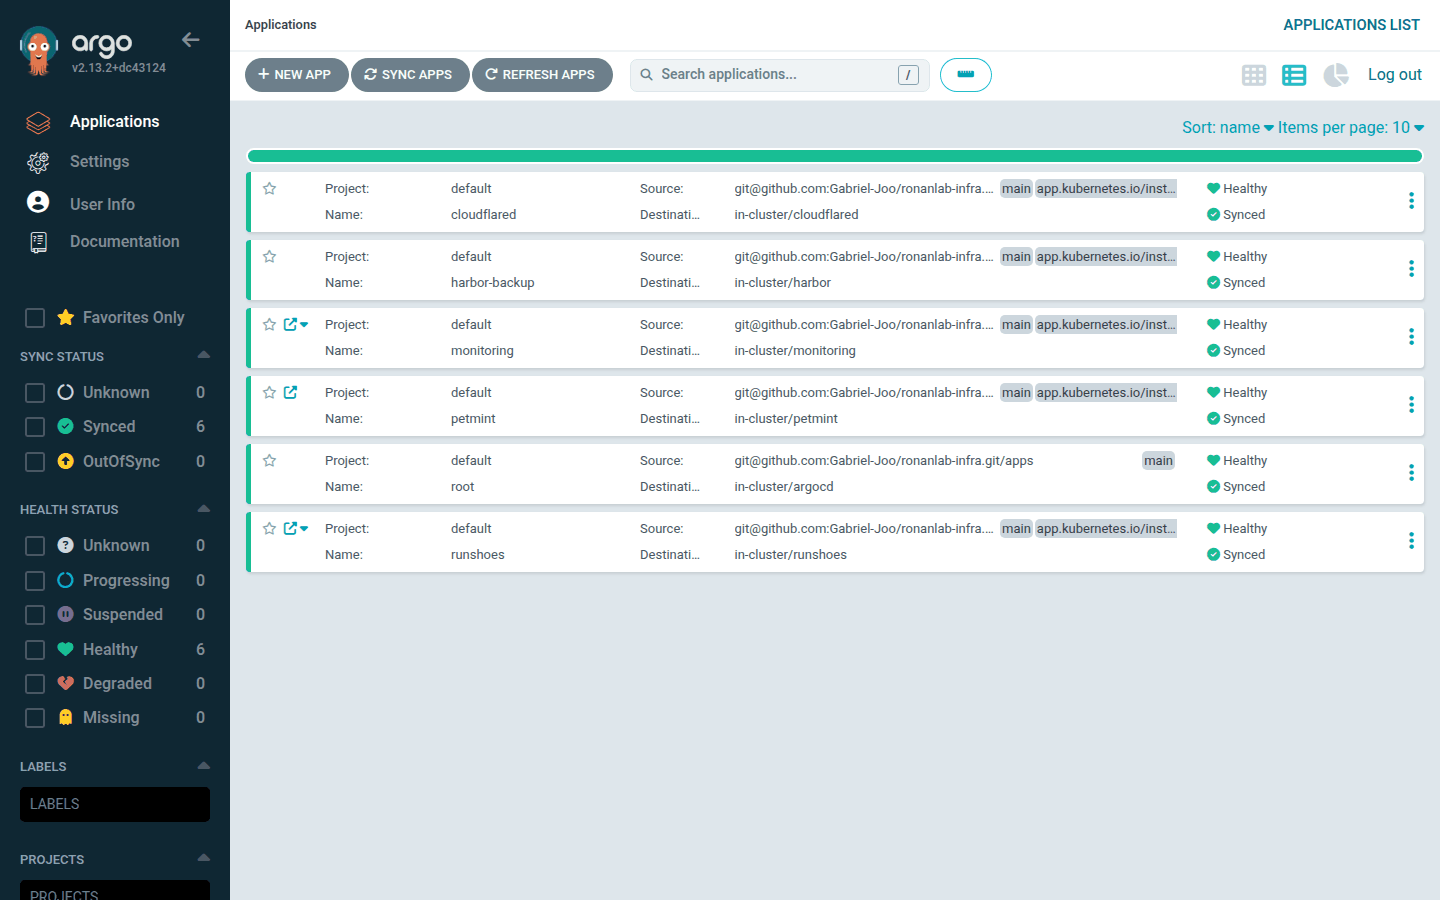 argo
v2.13.2+dc43124
Applications
Settings
User Info
Documentation
Favorites Only
SYNC STATUS
Unknown 0
Synced 6
OutOfSync 0
HEALTH STATUS
Unknown 0
Progressing 0
Suspended 0
Healthy 6
Degraded 0
Missing 0
LABELS
LABELS
PROJECTS
PROJECTS
Applications
APPLICATIONS LIST
NEW APP
SYNC APPS
REFRESH APPS
Search applications...
/
Log out
Sort: name Items per page: 10
Project: default Source: git@github.com:Gabriel-Joo/ronanlab-infra.... main app.kubernetes.io/inst... Healthy
Name: cloudflared Destinati... in-cluster/cloudflared Synced
Project: default Source: git@github.com:Gabriel-Joo/ronanlab-infra.... main app.kubernetes.io/inst... Healthy
Name: harbor-backup Destinati... in-cluster/harbor Synced
Project: default Source: git@github.com:Gabriel-Joo/ronanlab-infra.... main app.kubernetes.io/inst... Healthy
Name: monitoring Destinati... in-cluster/monitoring Synced
Project: default Source: git@github.com:Gabriel-Joo/ronanlab-infra.... main app.kubernetes.io/inst... Healthy
Name: petmint Destinati... in-cluster/petmint Synced
Project: default Source: git@github.com:Gabriel-Joo/ronanlab-infra.git/apps main Healthy
Name: root Destinati... in-cluster/argocd Synced
Project: default Source: git@github.com:Gabriel-Joo/ronanlab-infra.... main app.kubernetes.io/inst... Healthy
Name: runshoes Destinati... in-cluster/runshoes Synced